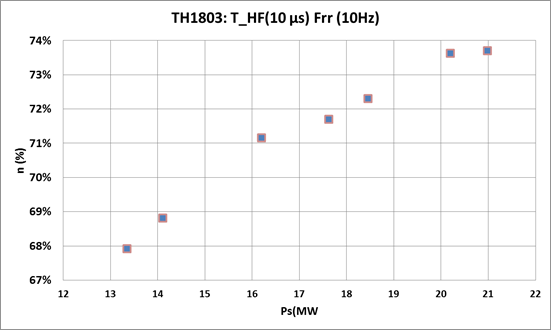 TH1803: T_HF(10 µs) Frr (10Hz)
74%
73%
72%
71%
70%
69%
68%
67%
n (%)
12 13 14 15 16 17 18 19 20 21 22
Ps(MW